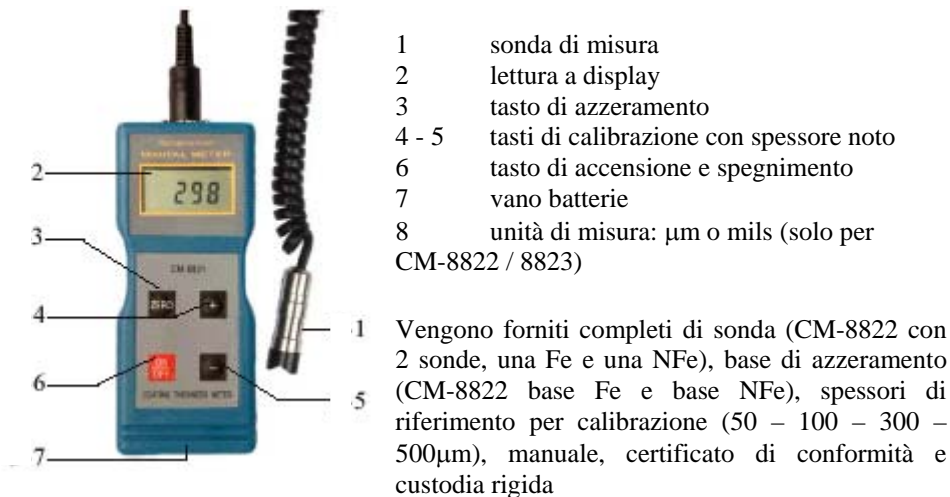 DIGITAL METER
298
2
3
CM-8821
ZERO
+
4
1
ON
OFF
-
6
5
COATING THICKNESS METER
7
1 sonda di misura
2 lettura a display
3 tasto di azzeramento
4 - 5 tasti di calibrazione con spessore noto
6 tasto di accensione e spegnimento
7 vano batterie
8 unità di misura: μm o mils (solo per
CM-8822 / 8823)
Vengono forniti completi di sonda (CM-8822 con
2 sonde, una Fe e una NFe), base di azzeramento
(CM-8822 base Fe e base NFe), spessori di
riferimento per calibrazione (50 – 100 – 300 –
500μm), manuale, certificato di conformità e
custodia rigida